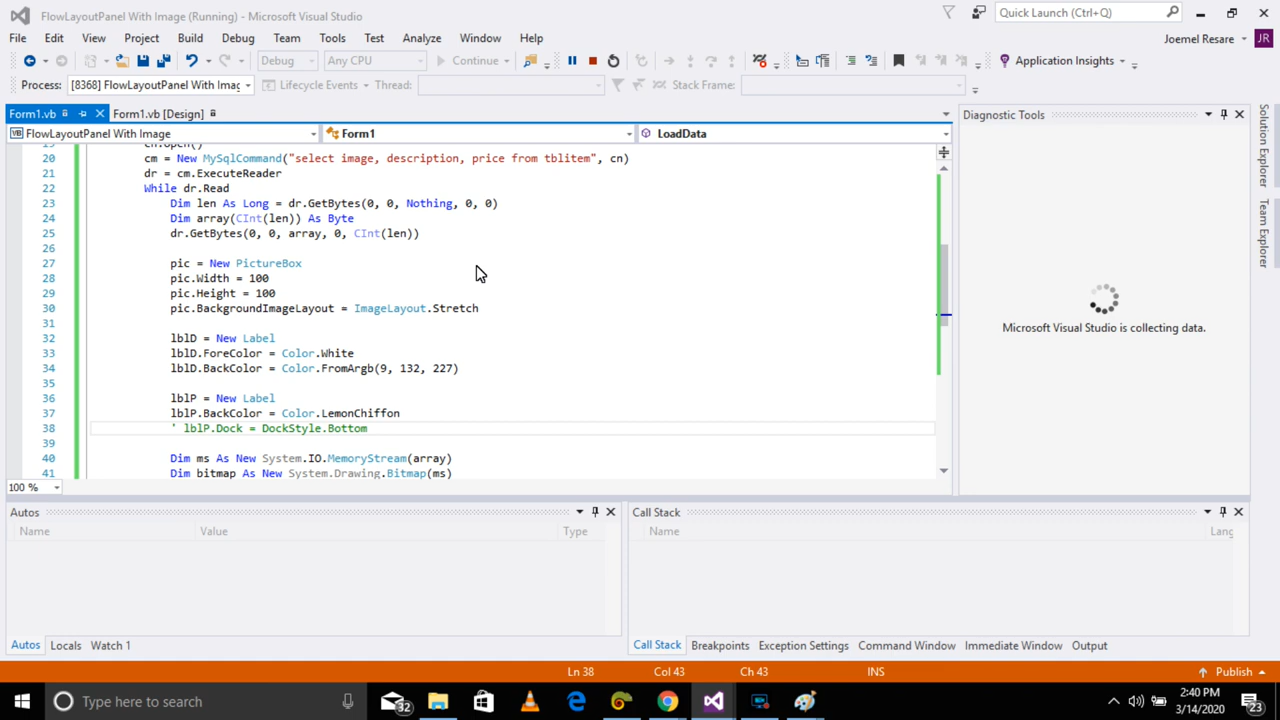 FlowLayoutPanel With Image (Running) - Microsoft Visual Studio
Quick Launch (Ctrl+Q)
File Edit View Project Build Debug Team Tools Test Analyze Window Help
Joemel Resare JR
Debug Any CPU Continue Application Insights
Process: [8368] FlowLayoutPanel With Imag Lifecycle Events Thread: Stack Frame:
Form1.vb Form1.vb [Design]
Diagnostic Tools
FlowLayoutPanel With Image Form1 LoadData
19 cn.Open()
20 cm = New MySqlCommand("select image, description, price from tblitem", cn)
21 dr = cm.ExecuteReader
22 While dr.Read
23 Dim len As Long = dr.GetBytes(0, 0, Nothing, 0, 0)
24 Dim array(CInt(len)) As Byte
25 dr.GetBytes(0, 0, array, 0, CInt(len))
26
27 pic = New PictureBox
28 pic.Width = 100
29 pic.Height = 100
30 pic.BackgroundImageLayout = ImageLayout.Stretch
31
32 lblD = New Label
33 lblD.ForeColor = Color.White
34 lblD.BackColor = Color.FromArgb(9, 132, 227)
35
36 lblP = New Label
37 lblP.BackColor = Color.LemonChiffon
38 ' lblP.Dock = DockStyle.Bottom
39
40 Dim ms As New System.IO.MemoryStream(array)
41 Dim bitmap As New System.Drawing.Bitmap(ms)
100 %
Microsoft Visual Studio is collecting data.
Solution Explorer
Team Explorer
Autos
Name Value Type
Autos Locals Watch 1
Call Stack
Name Lang
Call Stack Breakpoints Exception Settings Command Window Immediate Window Output
Ln 38 Col 43 Ch 43 INS Publish
Type here to search
32
2:40 PM
3/14/2020
23